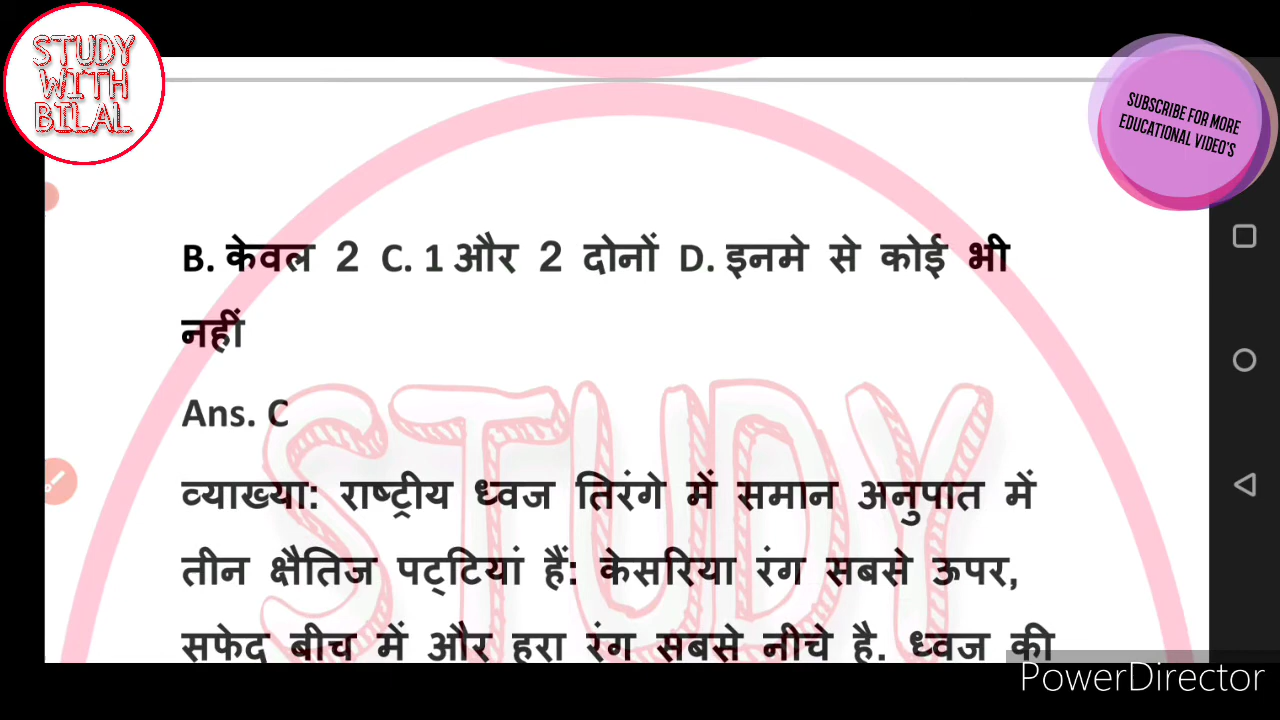 STUDY
WITH
BILAL
SUBSCRIBE FOR MORE
EDUCATIONAL VIDEO'S
B. केवल 2 C. 1 और 2 दोनों D. इनमे से कोई भी
नहीं
Ans. C
व्याख्या: राष्ट्रीय ध्वज तिरंगे में समान अनुपात में
तीन क्षैतिज पट्टियां हैं: केसरिया रंग सबसे ऊपर,
सफेद बीच में और हरा रंग सबसे नीचे है. ध्वज की
STUDY
PowerDirector